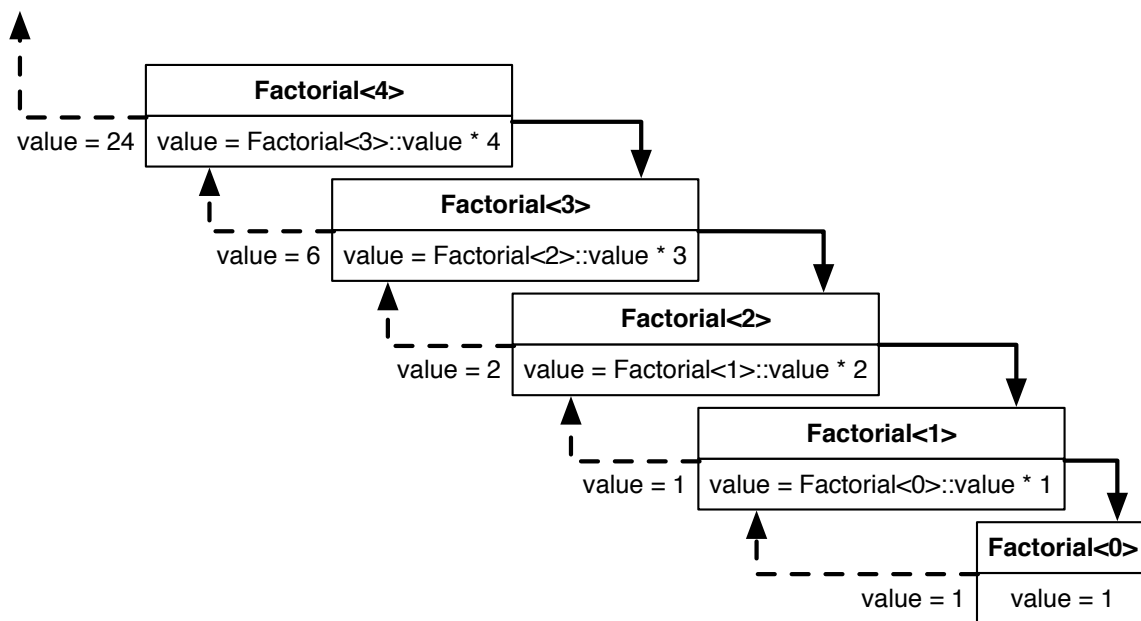 Factorial<4>
value = 24
value = Factorial<3>::value * 4
Factorial<3>
value = 6
value = Factorial<2>::value * 3
Factorial<2>
value = 2
value = Factorial<1>::value * 2
Factorial<1>
value = 1
value = Factorial<0>::value * 1
Factorial<0>
value = 1
value = 1